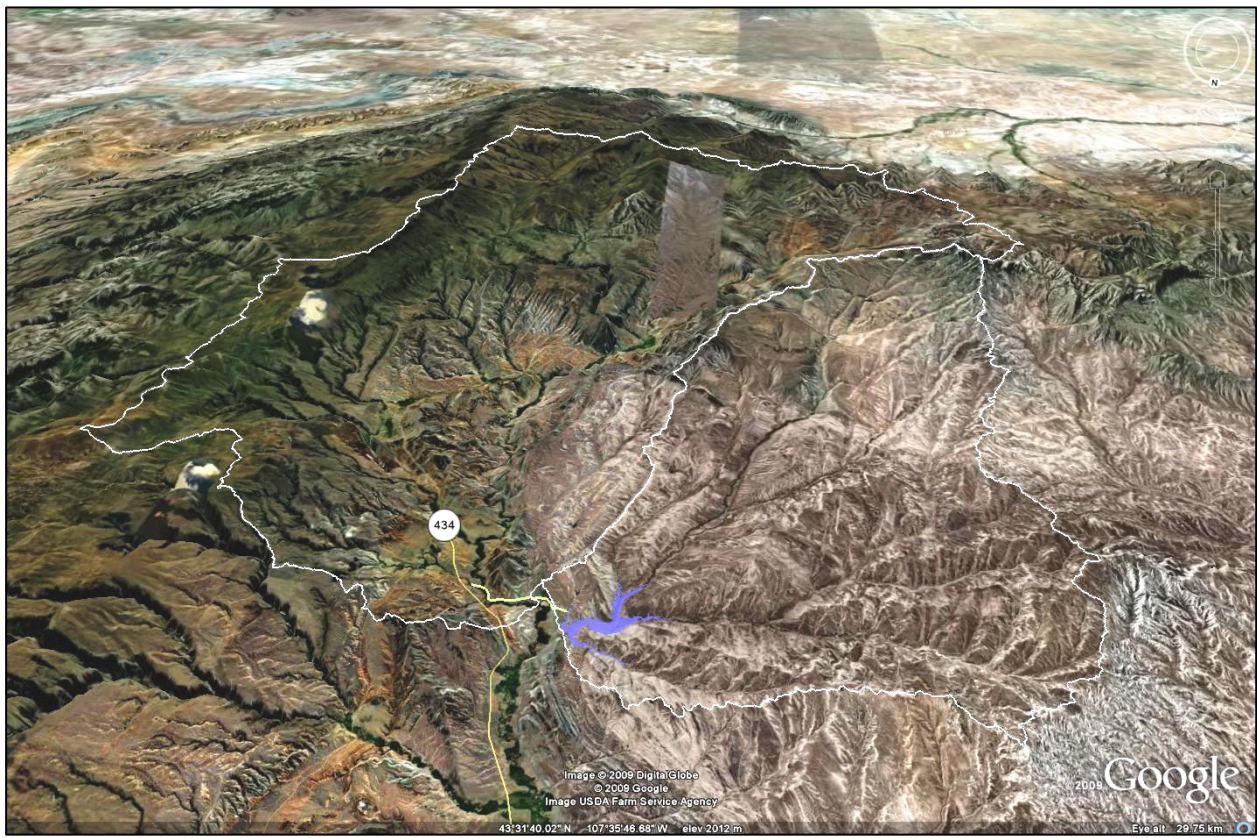 N
434
Image © 2009 DigitalGlobe
© 2009 Google
Image USDA Farm Service Agency
©2009 Google
43°31'40.02" N 107°35'46.68" W elev 2012 m
Eye alt 29.75 km